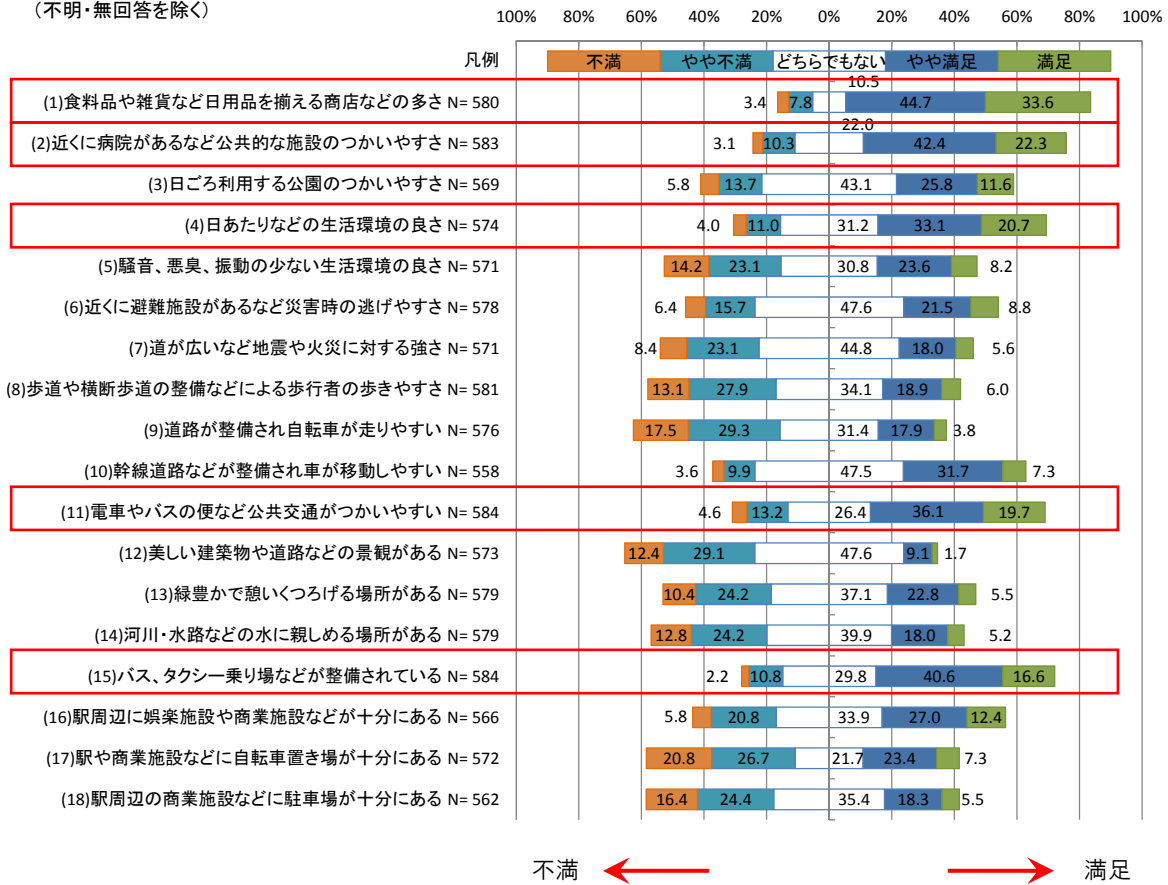 (不明・無回答を除く)
100% 80% 60% 40% 20% 0% 20% 40% 60% 80% 100%
凡例 不満 やや不満 どちらでもない やや満足 満足
(1)食料品や雑貨など日用品を揃える商店などの多さ N= 580 3.4 7.8 10.5 44.7 33.6
(2)近くに病院があるなど公共的な施設のつかいやすさ N= 583 3.1 10.3 22.0 42.4 22.3
(3)日ごろ利用する公園のつかいやすさ N= 569 5.8 13.7 43.1 25.8 11.6
(4)日あたりなどの生活環境の良さ N= 574 4.0 11.0 31.2 33.1 20.7
(5)騒音、悪臭、振動の少ない生活環境の良さ N= 571 14.2 23.1 30.8 23.6 8.2
(6)近くに避難施設があるなど災害時の逃げやすさ N= 578 6.4 15.7 47.6 21.5 8.8
(7)道が広いなど地震や火災に対する強さ N= 571 8.4 23.1 44.8 18.0 5.6
(8)歩道や横断歩道の整備などによる歩行者の歩きやすさ N= 581 13.1 27.9 34.1 18.9 6.0
(9)道路が整備され自転車が走りやすい N= 576 17.5 29.3 31.4 17.9 3.8
(10)幹線道路などが整備され車が移動しやすい N= 558 3.6 9.9 47.5 31.7 7.3
(11)電車やバスの便など公共交通がつかいやすい N= 584 4.6 13.2 26.4 36.1 19.7
(12)美しい建築物や道路などの景観がある N= 573 12.4 29.1 47.6 9.1 1.7
(13)緑豊かで憩いくつろげる場所がある N= 579 10.4 24.2 37.1 22.8 5.5
(14)河川・水路などの水に親しめる場所がある N= 579 12.8 24.2 39.9 18.0 5.2
(15)バス、タクシー乗り場などが整備されている N= 584 2.2 10.8 29.8 40.6 16.6
(16)駅周辺に娯楽施設や商業施設などが十分にある N= 566 5.8 20.8 33.9 27.0 12.4
(17)駅や商業施設などに自転車置き場が十分にある N= 572 20.8 26.7 21.7 23.4 7.3
(18)駅周辺の商業施設などに駐車場が十分にある N= 562 16.4 24.4 35.4 18.3 5.5
不満 満足